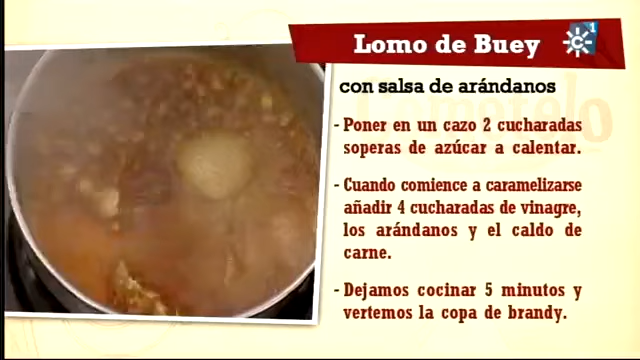 Lomo de Buey
1
con salsa de arándanos
- Poner en un cazo 2 cucharadas
soperas de azúcar a calentar.
- Cuando comience a caramelizarse
añadir 4 cucharadas de vinagre,
los arándanos y el caldo de
carne.
- Dejamos cocinar 5 minutos y
vertemos la copa de brandy.